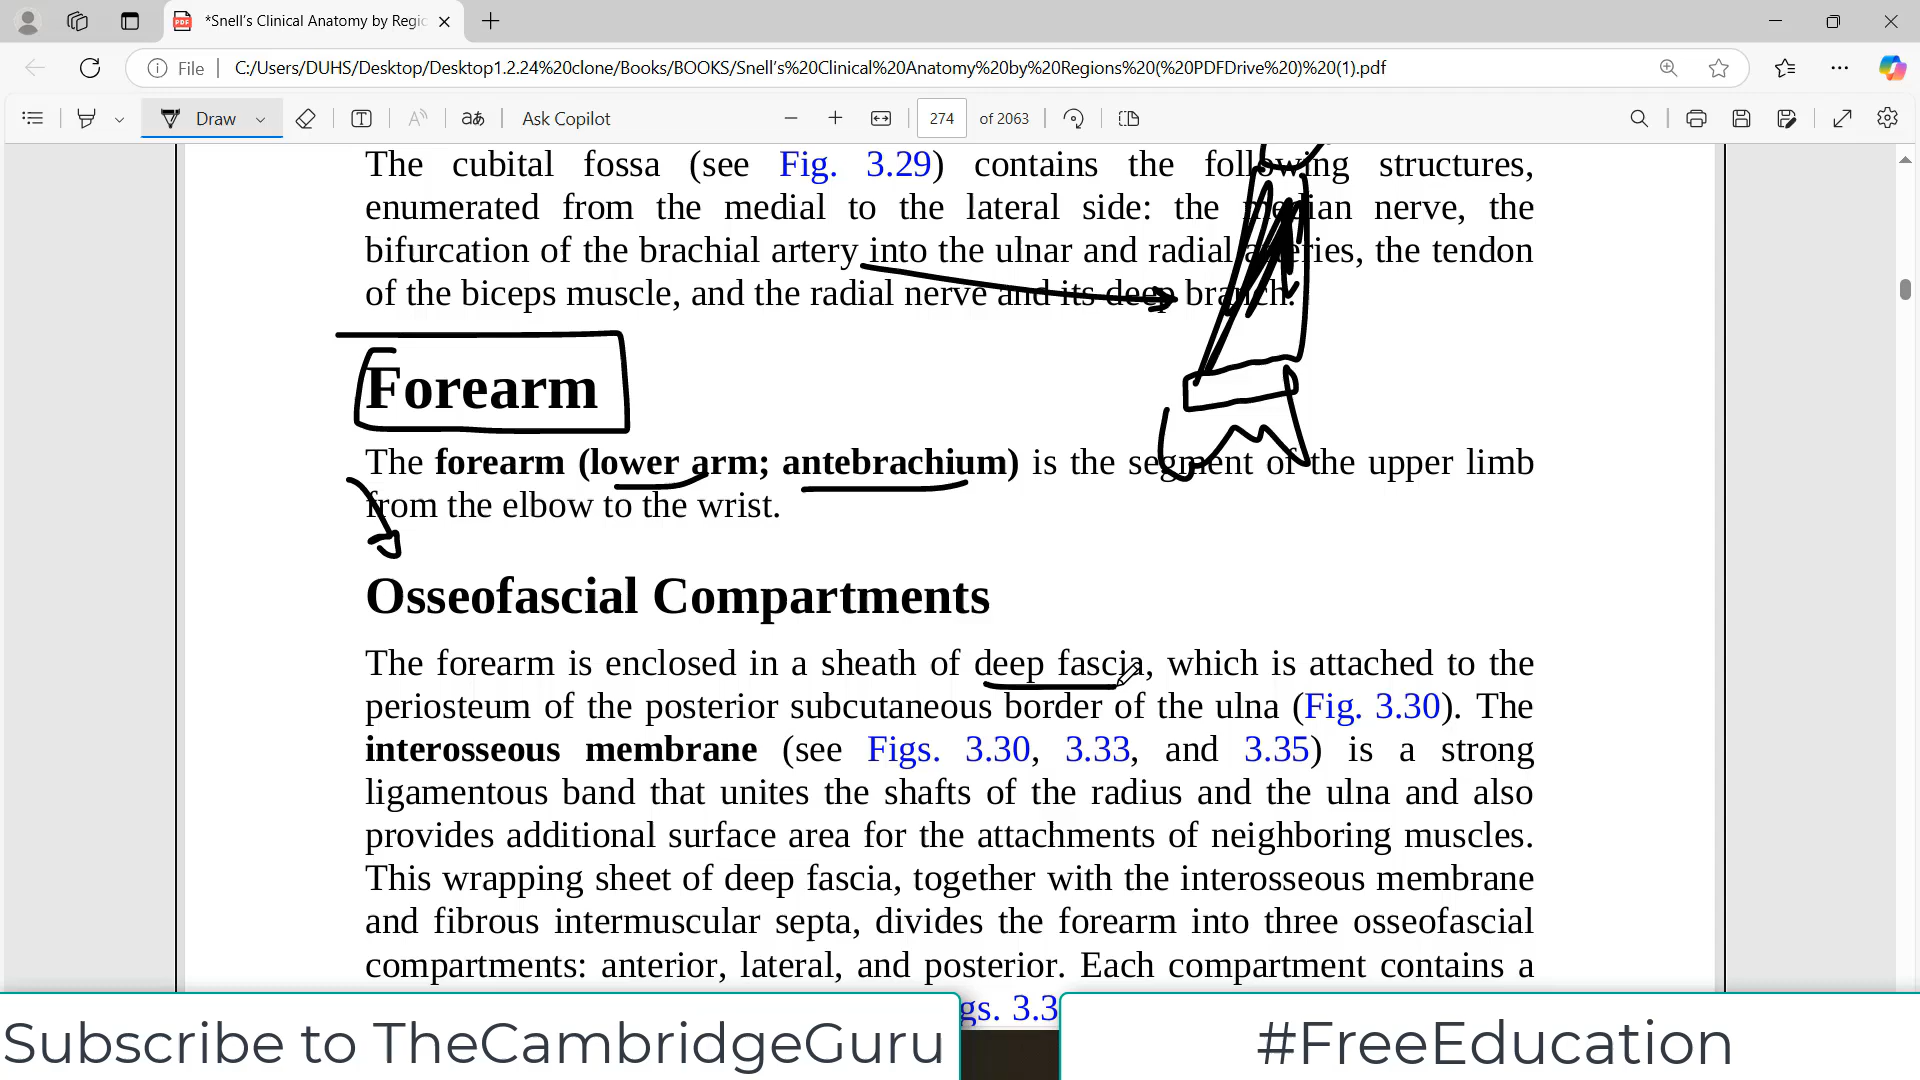 *Snell's Clinical Anatomy by Regic
File
C:/Users/DUHS/Desktop/Desktop1.2.24%20clone/Books/BOOKS/Snell's%20Clinical%20Anatomy%20by%20Regions%20(%20PDFDrive%20)%20(1).pdf
Draw
aあ
Ask Copilot
274 of 2063
The cubital fossa (see Fig. 3.29) contains the following structures,
enumerated from the medial to the lateral side: the median nerve, the
bifurcation of the brachial artery into the ulnar and radial arteries, the tendon
of the biceps muscle, and the radial nerve and its deep branch.
Forearm
The forearm (lower arm; antebrachium) is the segment of the upper limb
from the elbow to the wrist.
Osseofascial Compartments
The forearm is enclosed in a sheath of deep fascia, which is attached to the
periosteum of the posterior subcutaneous border of the ulna (Fig. 3.30). The
interosseous membrane (see Figs. 3.30, 3.33, and 3.35) is a strong
ligamentous band that unites the shafts of the radius and the ulna and also
provides additional surface area for the attachments of neighboring muscles.
This wrapping sheet of deep fascia, together with the interosseous membrane
and fibrous intermuscular septa, divides the forearm into three osseofascial
compartments: anterior, lateral, and posterior. Each compartment contains a
gs. 3.3
Subscribe to TheCambridgeGuru
#FreeEducation